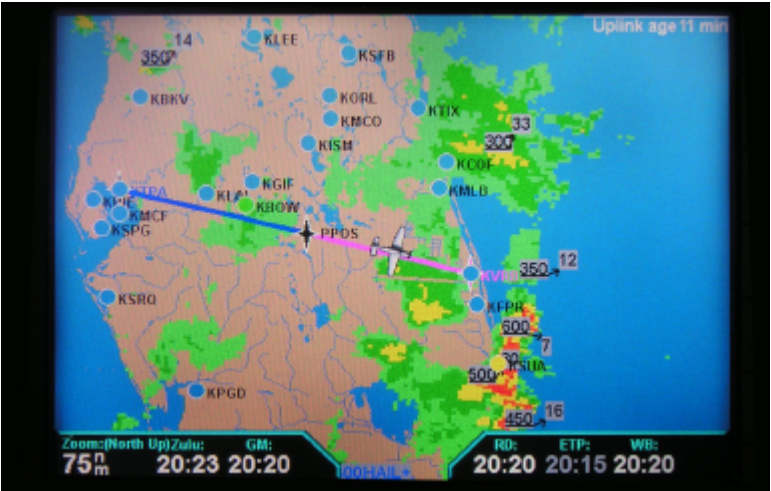 Uplink age 11 min
14
350
KLEE
KSFB
KBKV
KORL
KTIX
KMCO
33
300
KISM
KCOF
KGIF
KMLB
KTPA
KBOW
KMCF
KSPG
PPOS
12
350
KSRQ
KFPR
600
7
30
KSUA
500
KPGD
16
450
Zoom:(North Up) Zulu: GM: RD: ETP: WB:
75nm 20:23 20:20 00HAIL+ 20:20 20:15 20:20